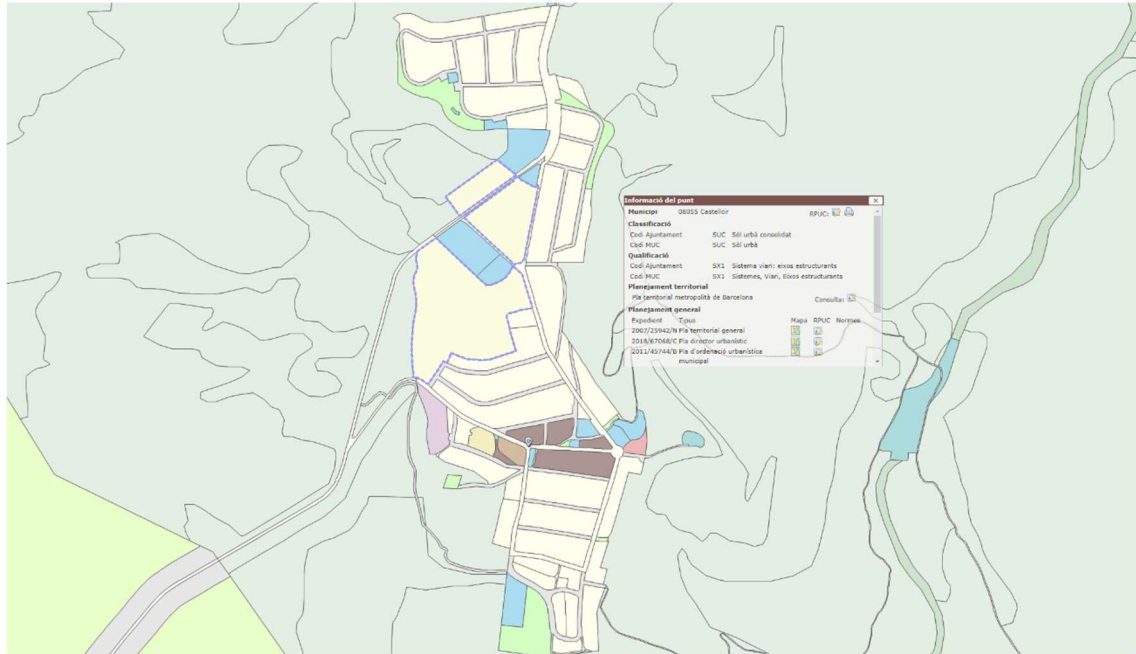 Informació del punt
Municipi 08055 Castellcir RPUC:
Classificació
Codi Ajuntament SUC Sòl urbà consolidat
Codi MUC SUC Sòl urbà
Qualificació
Codi Ajuntament SX1 Sistema viari: eixos estructurants
Codi MUC SX1 Sistemes, Viari, Eixos estructurants
Planejament territorial
Pla territorial metropolità de Barcelona Consulta:
Planejament general
Expedient Tipus Mapa RPUC Normes
2007/25942/N Pla territorial general
2018/67068/C Pla director urbanístic
2011/45744/B Pla d'ordenació urbanística
municipal